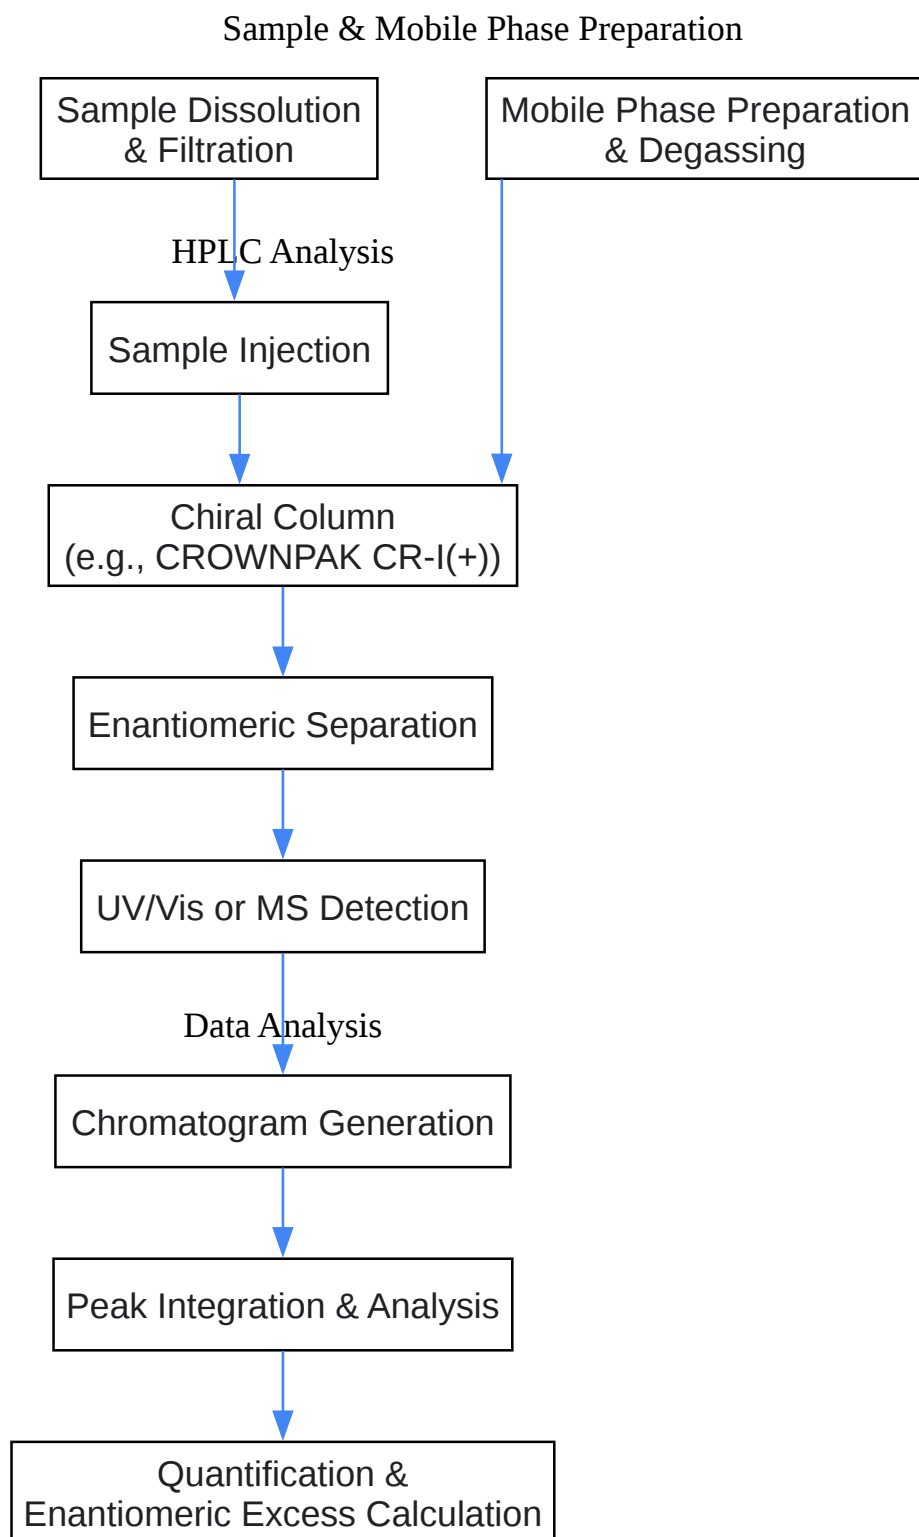 Sample & Mobile Phase Preparation
Sample Dissolution
& Filtration
Mobile Phase Preparation
& Degassing
HPLC Analysis
Sample Injection
Chiral Column
(e.g., CROWNPAK CR-I(+))
Enantiomeric Separation
UV/Vis or MS Detection
Data Analysis
Chromatogram Generation
Peak Integration & Analysis
Quantification &
Enantiomeric Excess Calculation